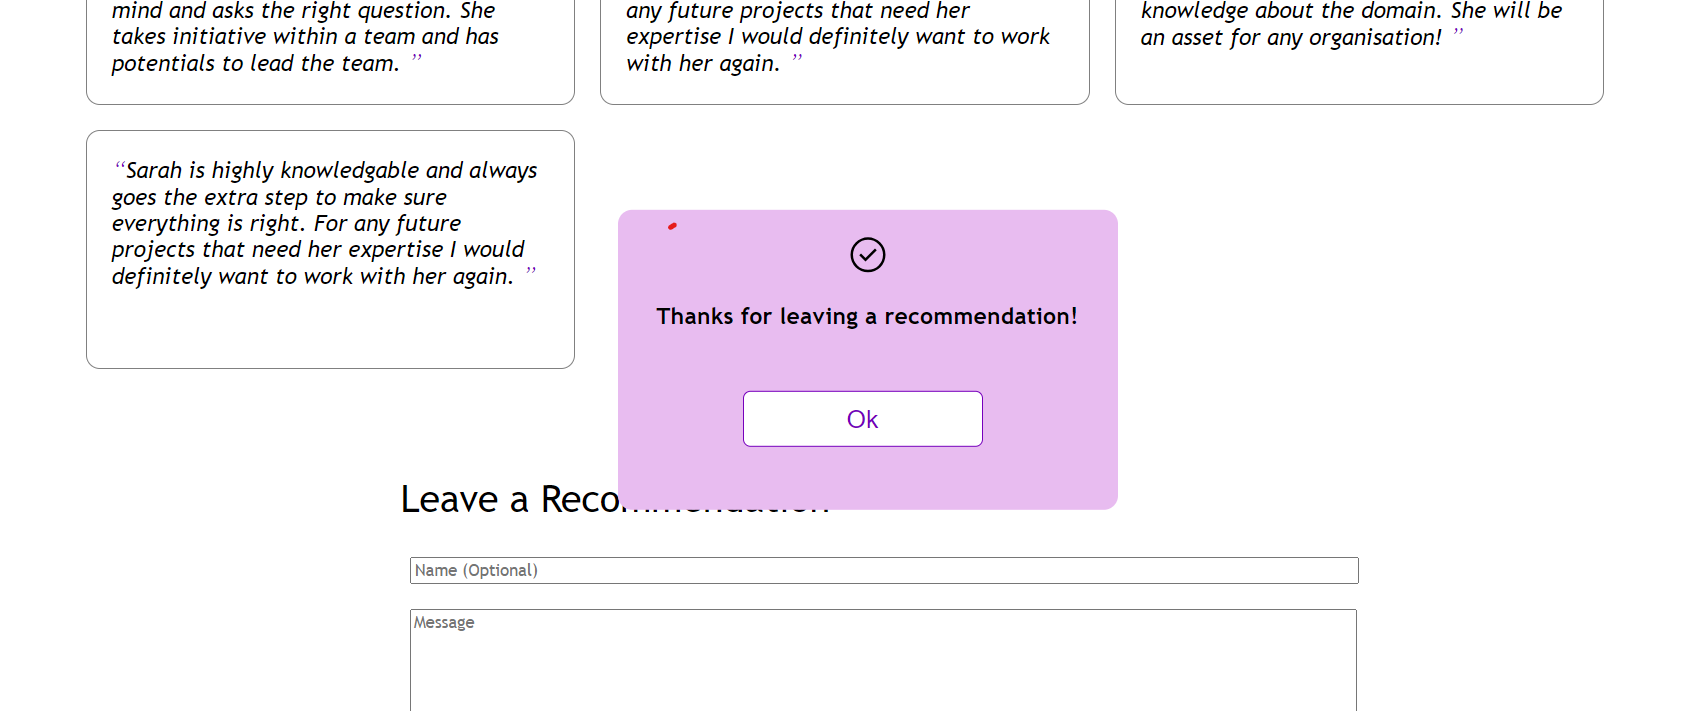 mind and asks the right question. She
takes initiative within a team and has
potentials to lead the team. ”
any future projects that need her
expertise I would definitely want to work
with her again. ”
knowledge about the domain. She will be
an asset for any organisation! ”
“Sarah is highly knowledgable and always
goes the extra step to make sure
everything is right. For any future
projects that need her expertise I would
definitely want to work with her again. ”
Thanks for leaving a recommendation!
Ok
Leave a Recommendation
Name (Optional)
Message